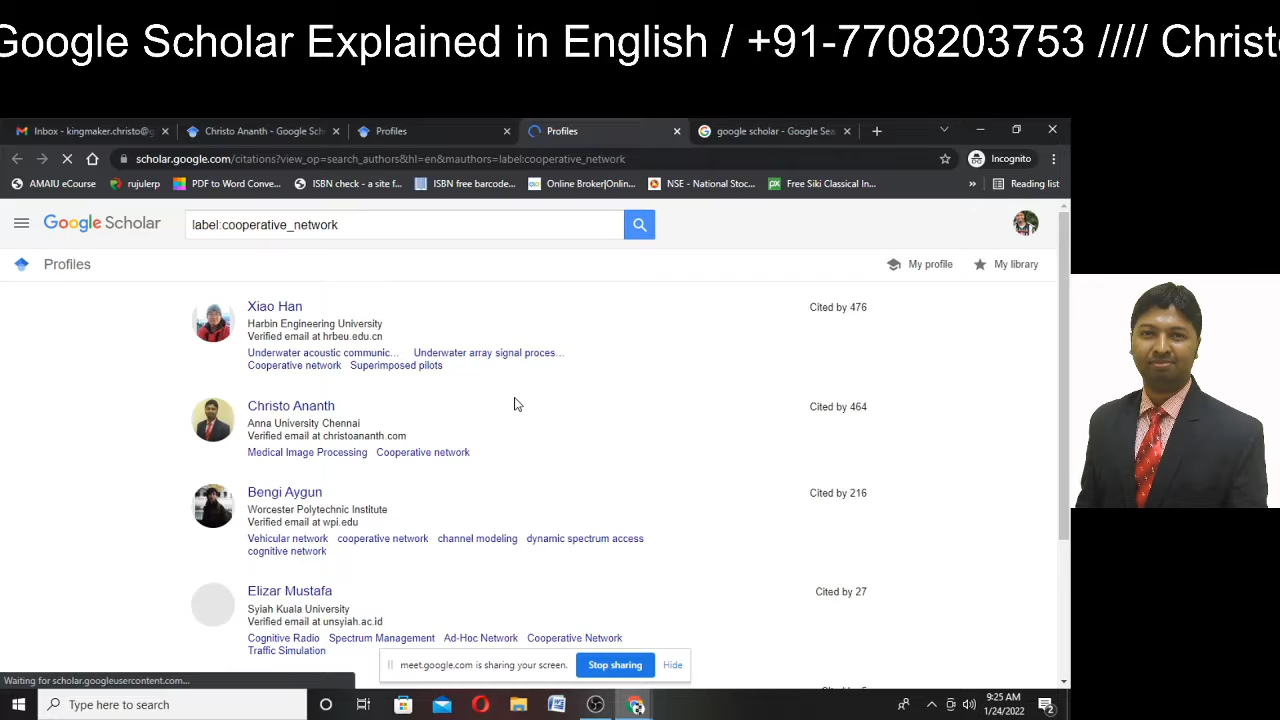 Google Scholar Explained in English / +91-7708203753 //// Christ
Inbox - kingmaker.christo@g
Christo Ananth - Google Sch
Profiles
Profiles
google scholar - Google Sea
scholar.google.com/citations?view_op=search_authors&hl=en&mauthors=label:cooperative_network
Incognito
AMAIU eCourse
rujulerp
PDF to Word Conve...
ISBN check - a site f...
ISBN free barcode...
Online Broker|Onlin...
NSE - National Stoc...
Free Siki Classical In...
»
Reading list
Google Scholar
label:cooperative_network
Profiles
My profile
My library
Xiao Han
Cited by 476
Harbin Engineering University
Verified email at hrbeu.edu.cn
Underwater acoustic communic... Underwater array signal proces...
Cooperative network Superimposed pilots
Christo Ananth
Cited by 464
Anna University Chennai
Verified email at christoananth.com
Medical Image Processing Cooperative network
Bengi Aygun
Cited by 216
Worcester Polytechnic Institute
Verified email at wpi.edu
Vehicular network cooperative network channel modeling dynamic spectrum access
cognitive network
Elizar Mustafa
Cited by 27
Syiah Kuala University
Verified email at unsyiah.ac.id
Cognitive Radio Spectrum Management Ad-Hoc Network Cooperative Network
Traffic Simulation
meet.google.com is sharing your screen.
Stop sharing
Hide
Waiting for scholar.googleusercontent.com...
Type here to search
9:25 AM
1/24/2022
2